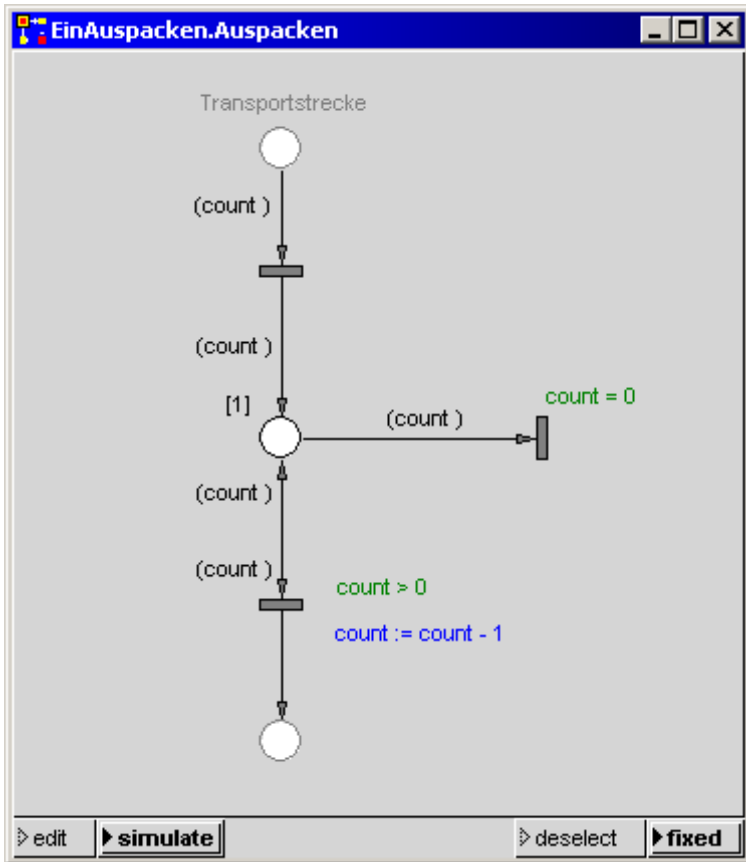 EinAuspacken.Auspacken
Transportstrecke
(count )
(count )
[1]
(count )
count = 0
(count )
(count )
count > 0
count := count - 1
edit
simulate
deselect
fixed